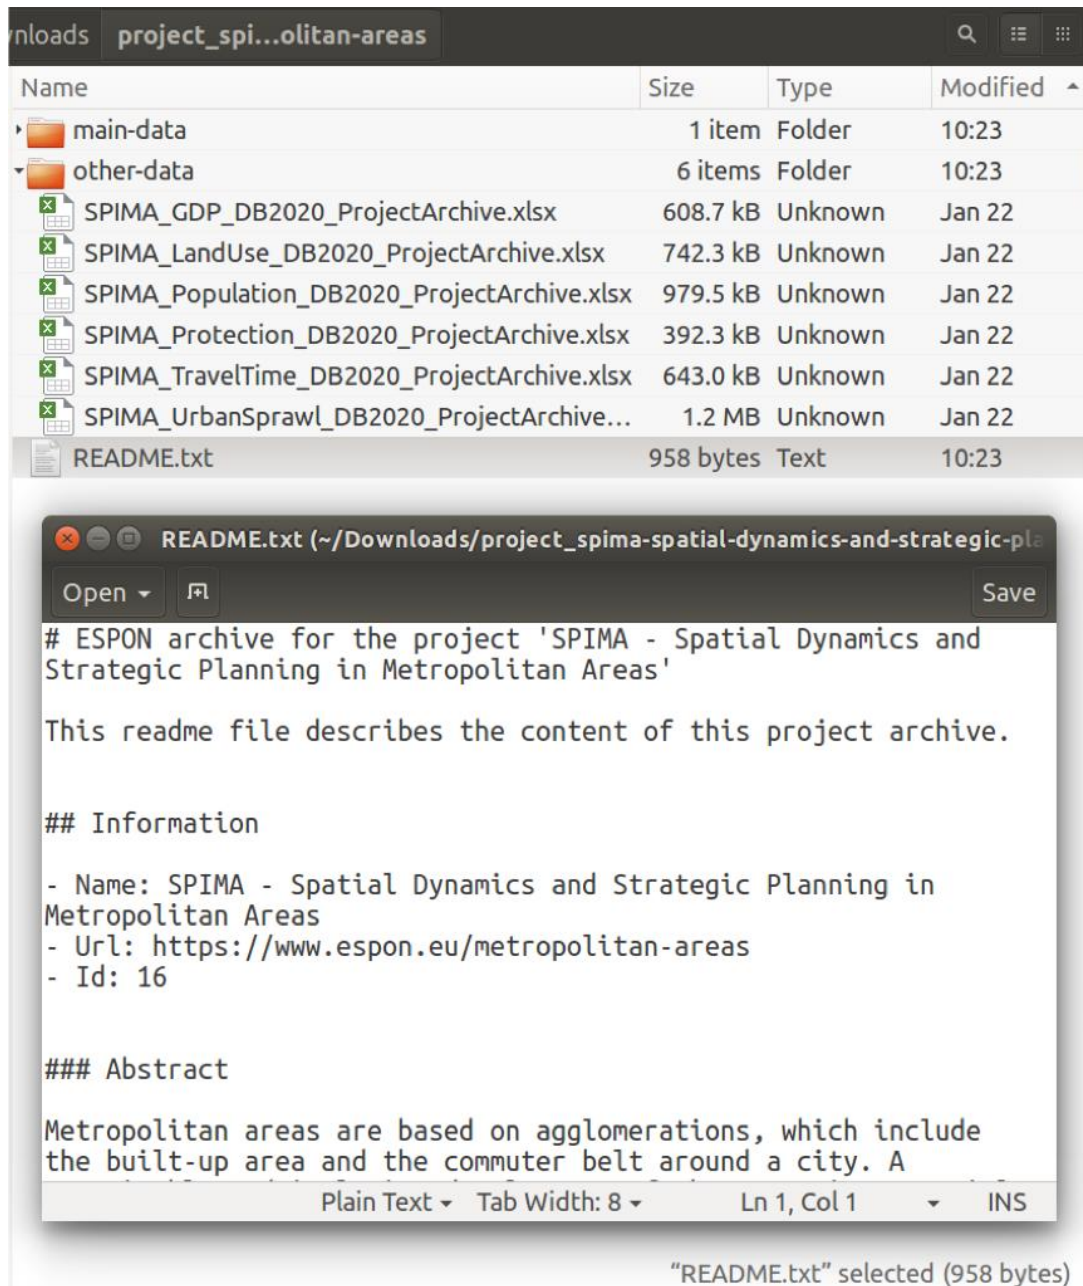 nloads project_spi...olitan-areas
Name Size Type Modified
main-data 1 item Folder 10:23
other-data 6 items Folder 10:23
SPIMA_GDP_DB2020_ProjectArchive.xlsx 608.7 kB Unknown Jan 22
SPIMA_LandUse_DB2020_ProjectArchive.xlsx 742.3 kB Unknown Jan 22
SPIMA_Population_DB2020_ProjectArchive.xlsx 979.5 kB Unknown Jan 22
SPIMA_Protection_DB2020_ProjectArchive.xlsx 392.3 kB Unknown Jan 22
SPIMA_TravelTime_DB2020_ProjectArchive.xlsx 643.0 kB Unknown Jan 22
SPIMA_UrbanSprawl_DB2020_ProjectArchive... 1.2 MB Unknown Jan 22
README.txt 958 bytes Text 10:23
README.txt (~/Downloads/project_spima-spatial-dynamics-and-strategic-pla
Open Save
# ESPON archive for the project 'SPIMA - Spatial Dynamics and
Strategic Planning in Metropolitan Areas'
This readme file describes the content of this project archive.
## Information
- Name: SPIMA - Spatial Dynamics and Strategic Planning in
Metropolitan Areas
- Url: https://www.espon.eu/metropolitan-areas
- Id: 16
### Abstract
Metropolitan areas are based on agglomerations, which include
the built-up area and the commuter belt around a city. A
Plain Text Tab Width: 8 Ln 1, Col 1 INS
"README.txt" selected (958 bytes)